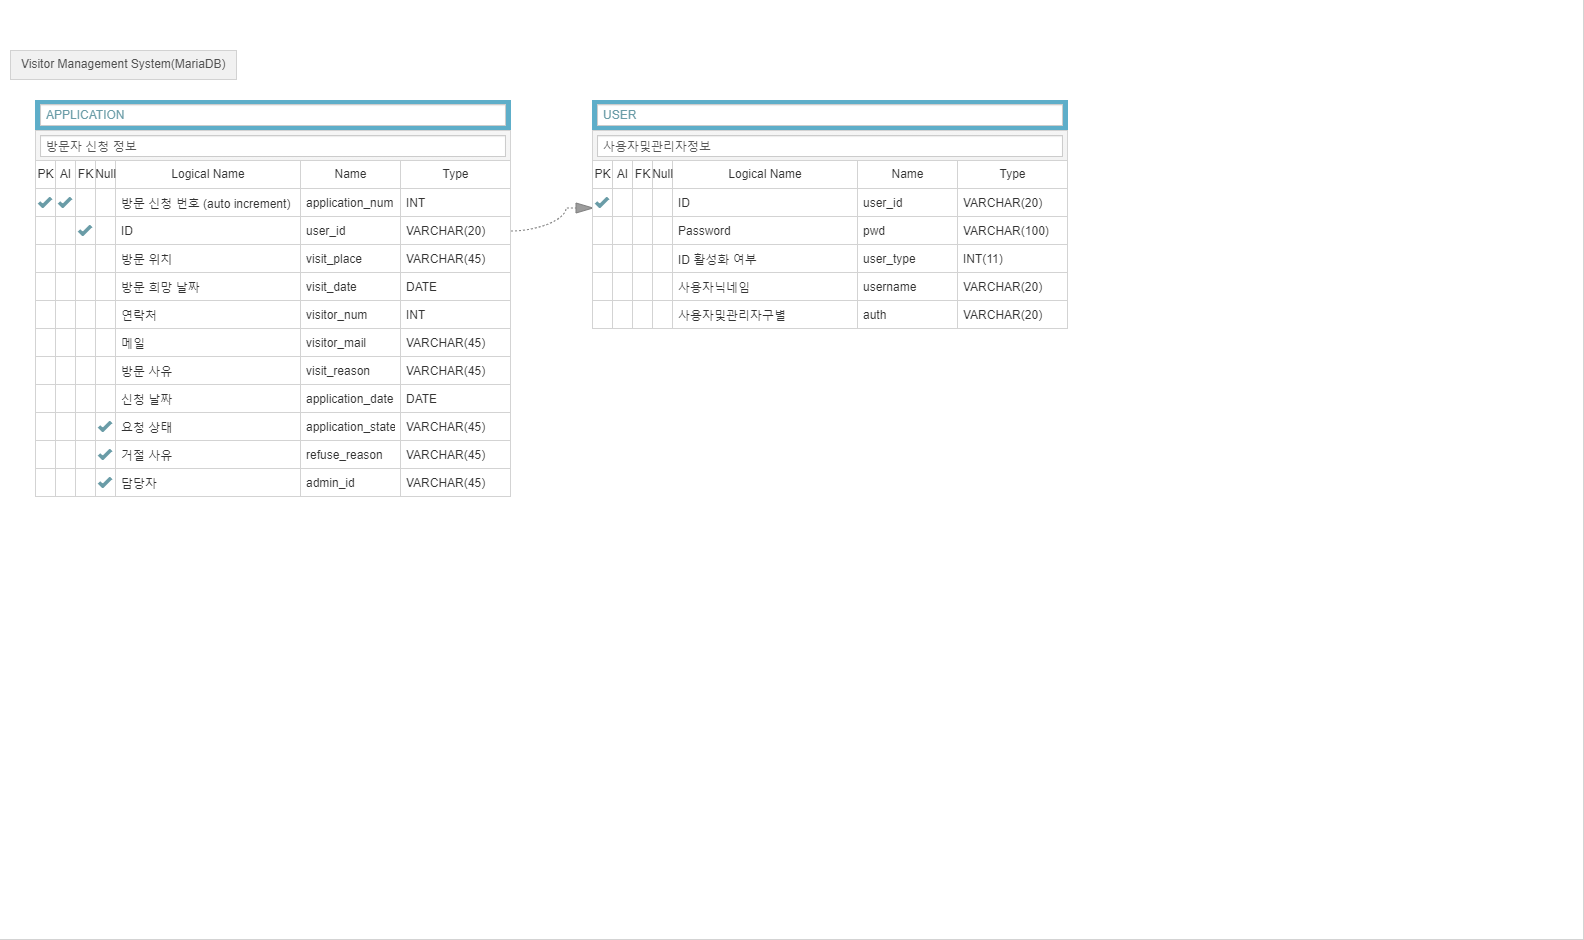 Visitor Management System(MariaDB)
APPLICATION
방문자 신청 정보
PK AI FK Null Logical Name Name Type
방문 신청 번호 (auto increment) application_num INT
ID user_id VARCHAR(20)
방문 위치 visit_place VARCHAR(45)
방문 희망 날짜 visit_date DATE
연락처 visitor_num INT
메일 visitor_mail VARCHAR(45)
방문 사유 visit_reason VARCHAR(45)
신청 날짜 application_date DATE
요청 상태 application_state VARCHAR(45)
거절 사유 refuse_reason VARCHAR(45)
담당자 admin_id VARCHAR(45)
USER
사용자및관리자정보
PK AI FK Null Logical Name Name Type
ID user_id VARCHAR(20)
Password pwd VARCHAR(100)
ID 활성화 여부 user_type INT(11)
사용자닉네임 username VARCHAR(20)
사용자및관리자구별 auth VARCHAR(20)